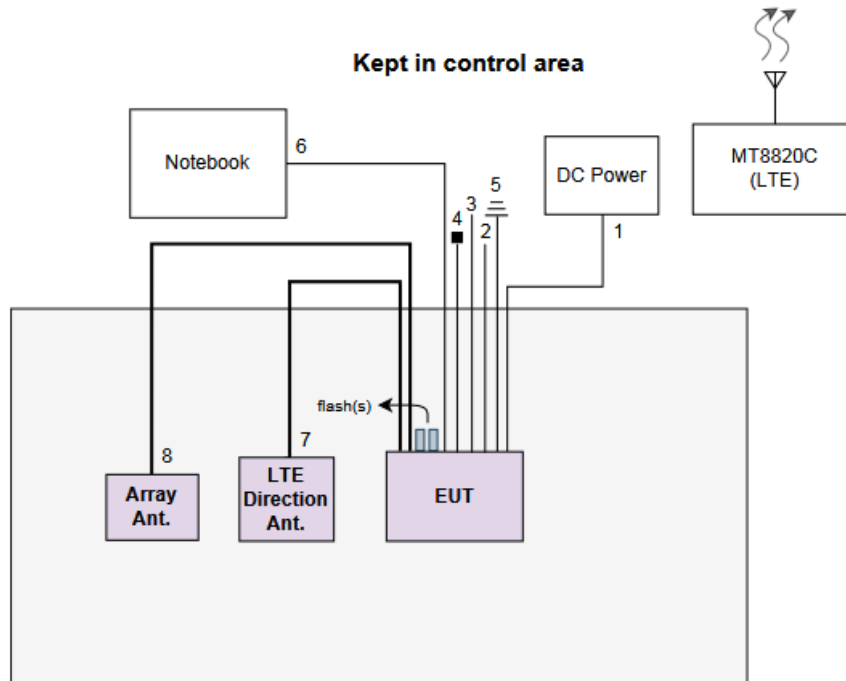 Kept in control area
Notebook
6
DC Power
MT8820C
(LTE)
5
3
4
2
1
flash(s)
8
7
Array
Ant.
LTE
Direction
Ant.
EUT